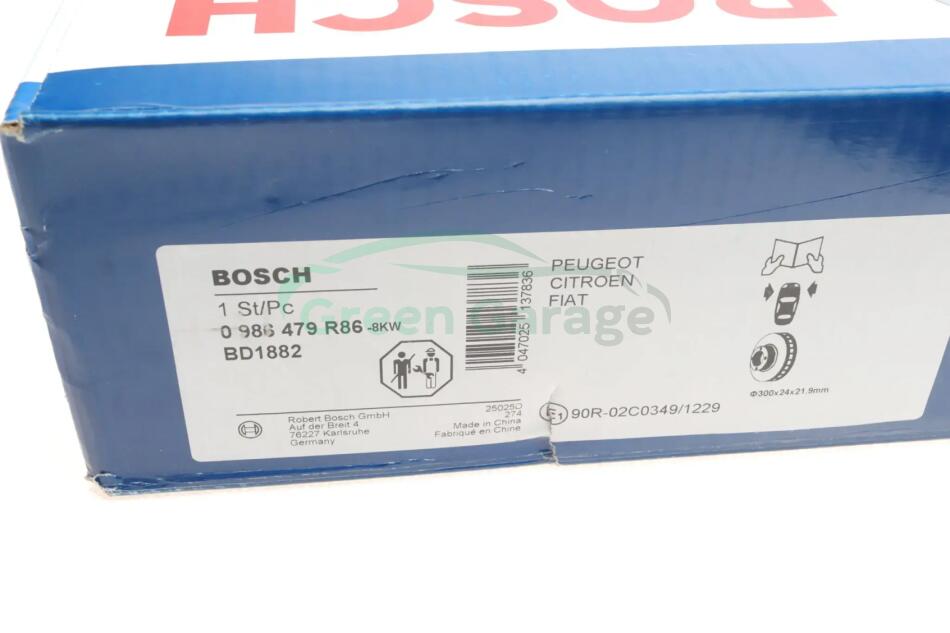 BOSCH
BOSCH
1 St/Pc
0 986 479 R86 -8KW
BD1882
Robert Bosch GmbH
Auf der Breit 4
76227 Karlsruhe
Germany
25025D
274
Made in China
Fabriqué en Chine
4 047025 137836
PEUGEOT
CITROEN
FIAT
Φ300x24x21.9mm
E1 90R-02C0349/1229
Green Garage